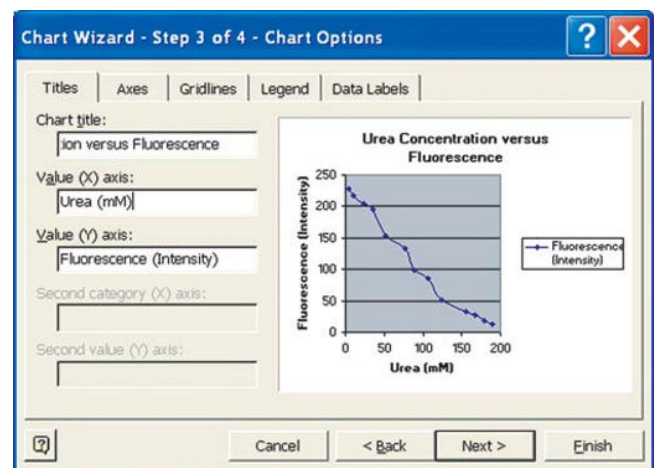 Chart Wizard - Step 3 of 4 - Chart Options
?
Titles
Axes
Gridlines
Legend
Data Labels
Chart title:
ion versus Fluorescence
Value (X) axis:
Urea (mM)
Value (Y) axis:
Fluorescence (Intensity)
Second category (X) axis:
Second value (Y) axis:
Urea Concentration versus
Fluorescence
Fluorescence (Intensity)
250
200
150
100
50
0
0 50 100 150 200
Urea (mM)
Fluorescence
(Intensity)
?
Cancel
< Back
Next >
Finish